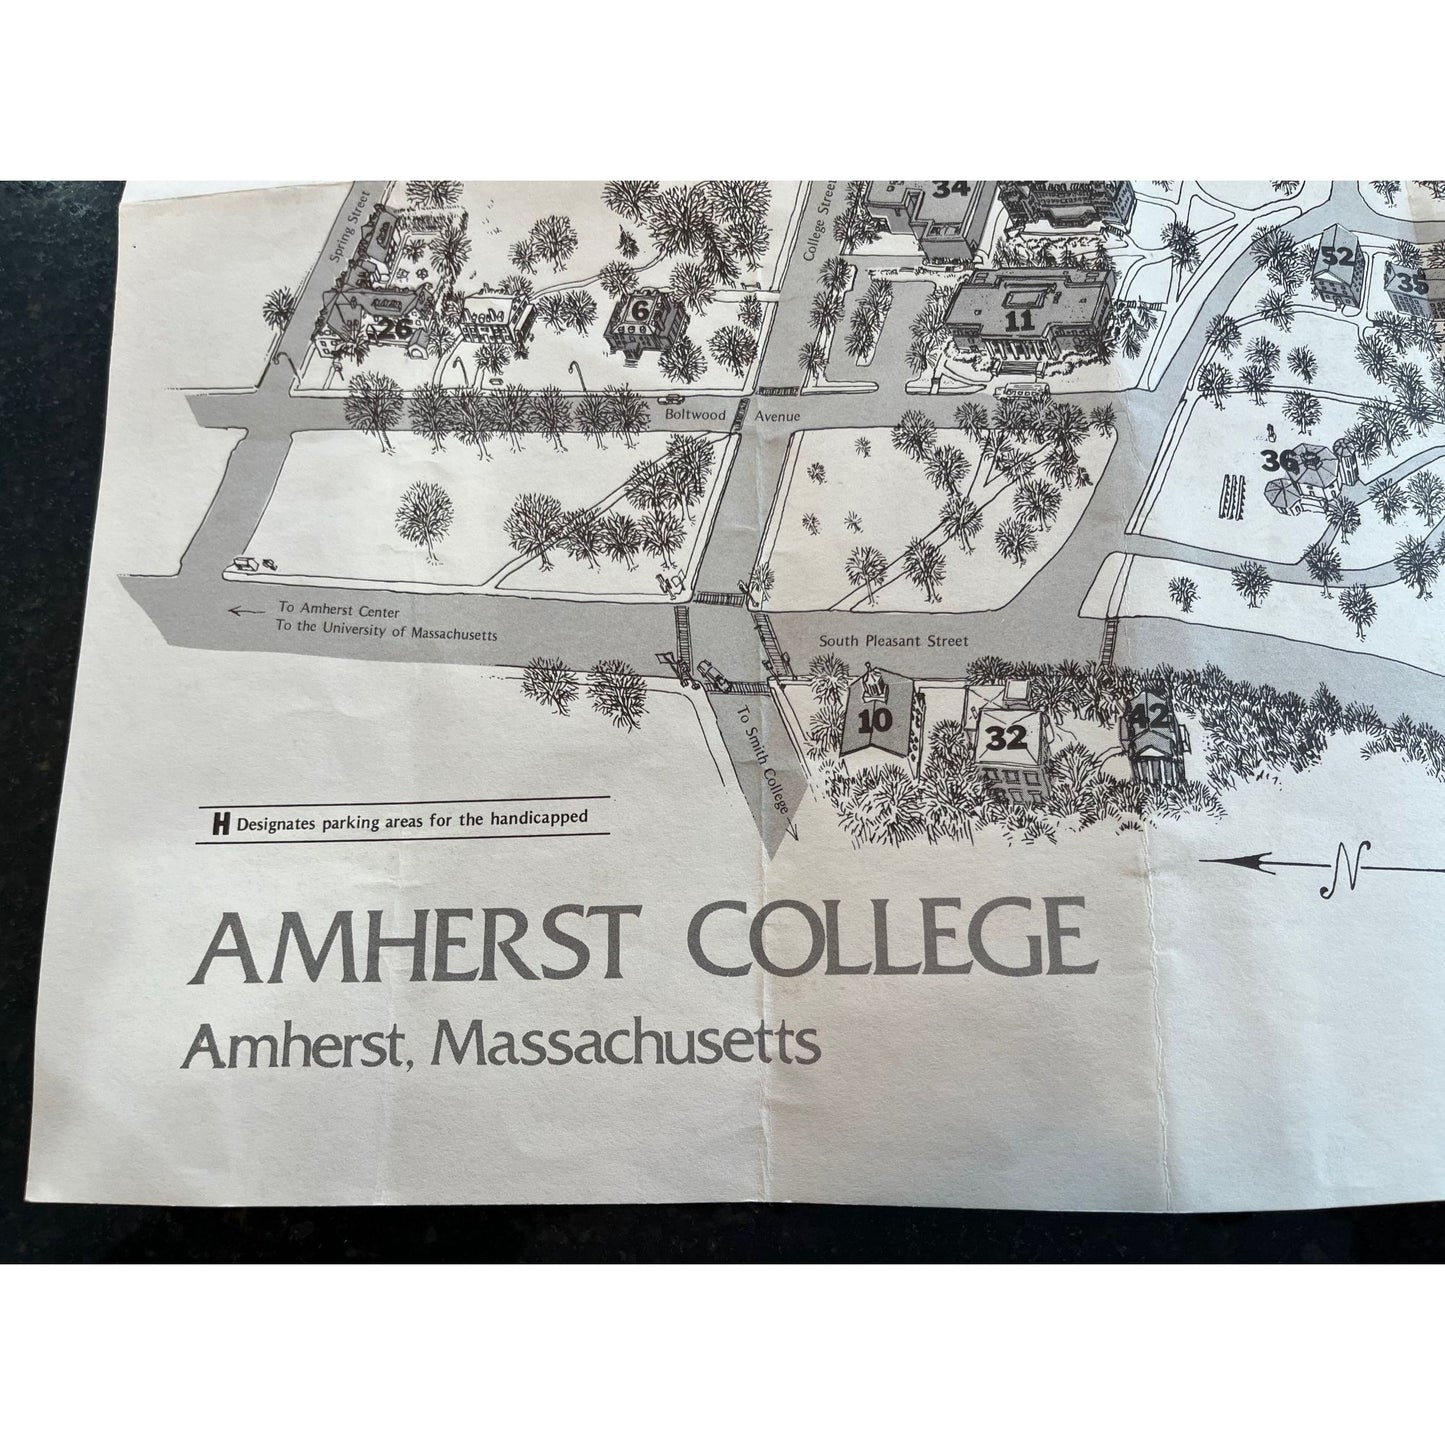 Spring Street
College Street
34
52
35
6
26
11
Boltwood Avenue
36
To Amherst Center
To the University of Massachusetts
South Pleasant Street
10
32
42
To Smith College
H Designates parking areas for the handicapped
N
AMHERST COLLEGE
Amherst, Massachusetts